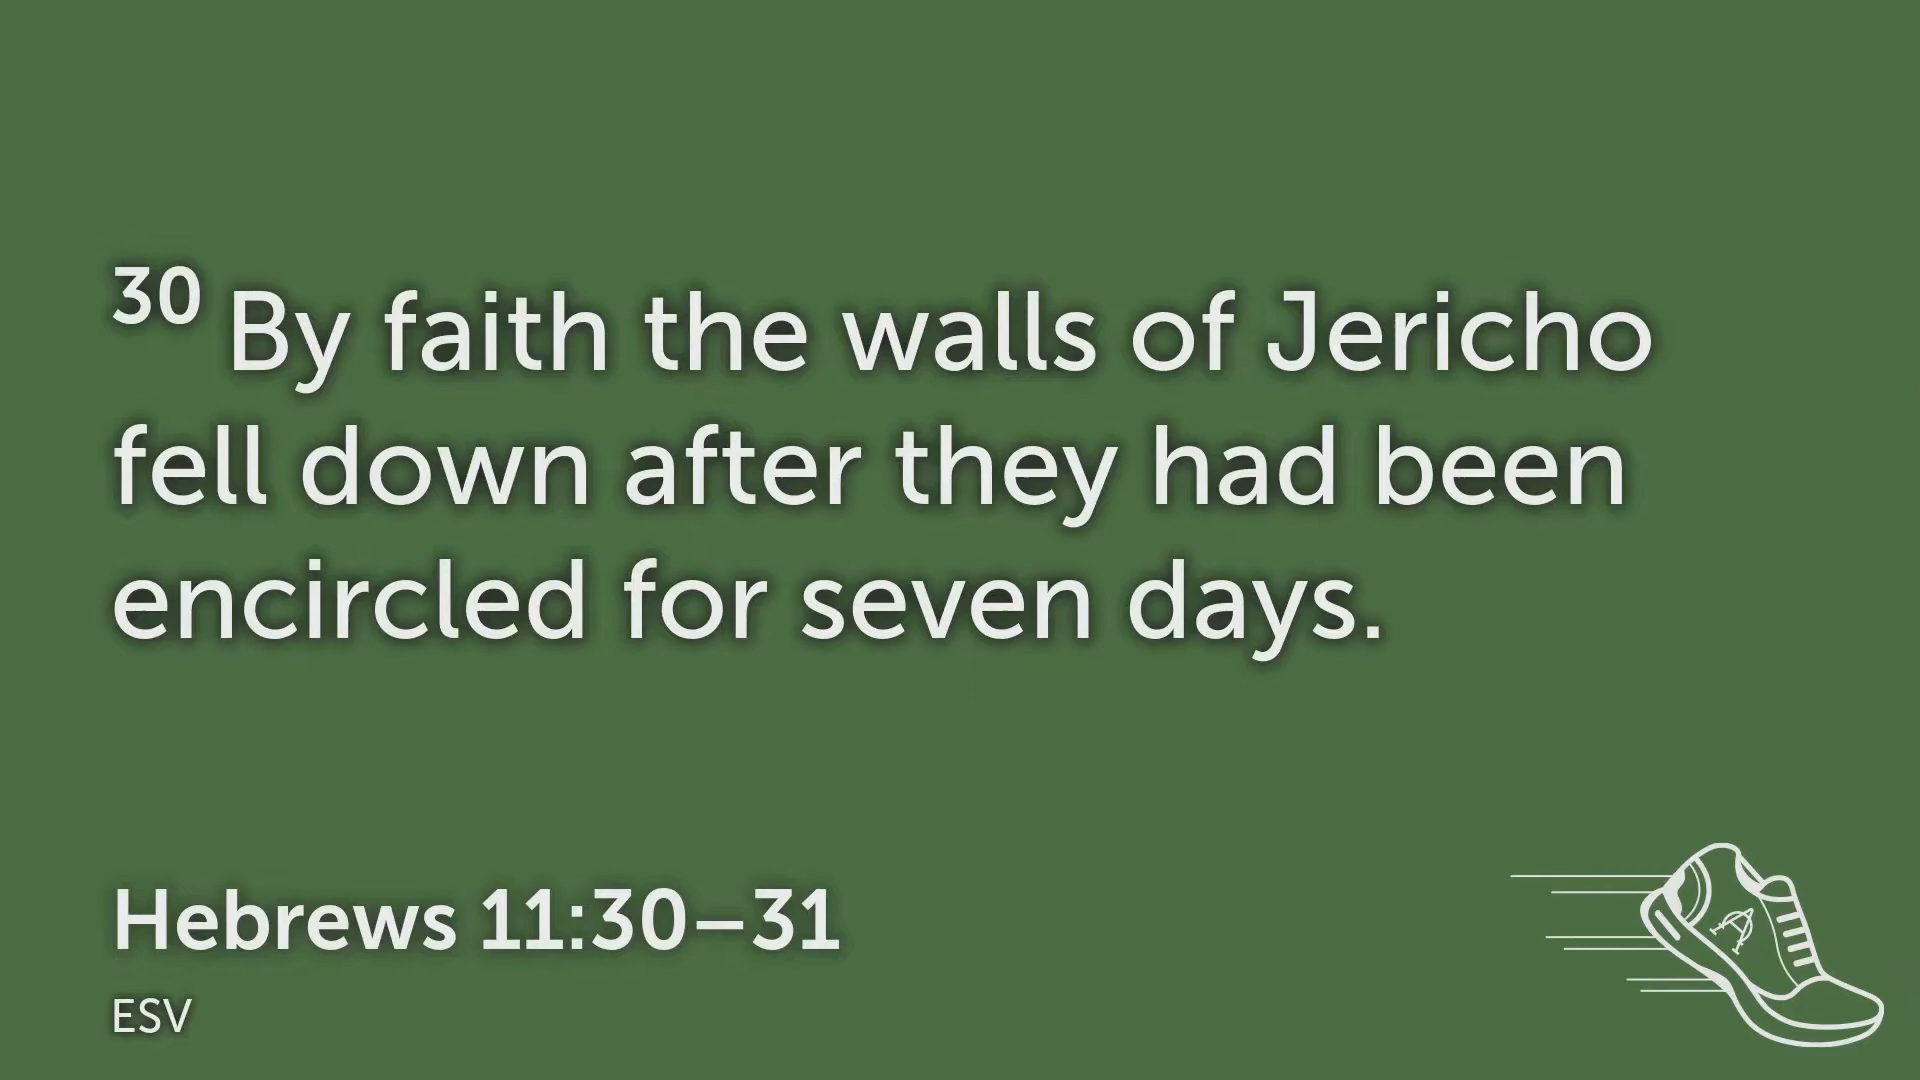 30 By faith the walls of Jericho
fell down after they had been
encircled for seven days.
Hebrews 11:30–31
ESV